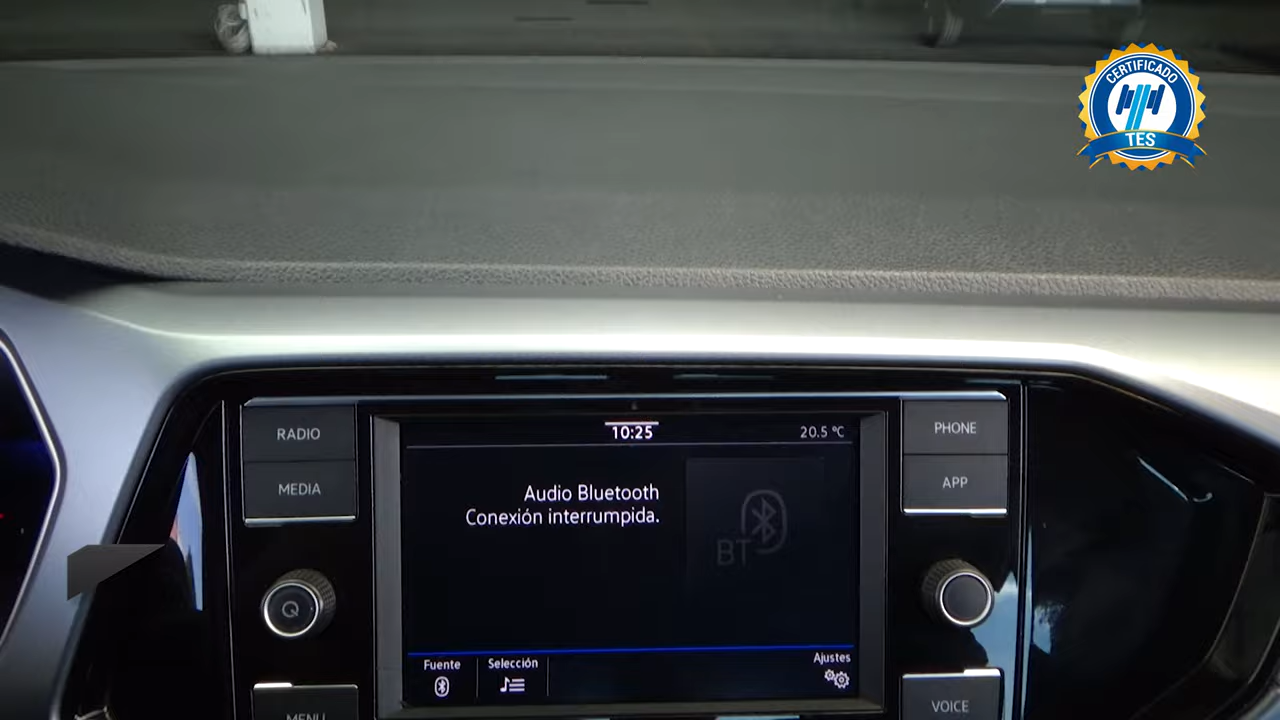 CERTIFICADO
TES
RADIO
MEDIA
10:25
20.5 °C
Audio Bluetooth
Conexión interrumpida.
BT
Fuente
Selección
Ajustes
PHONE
APP
MENU
VOICE